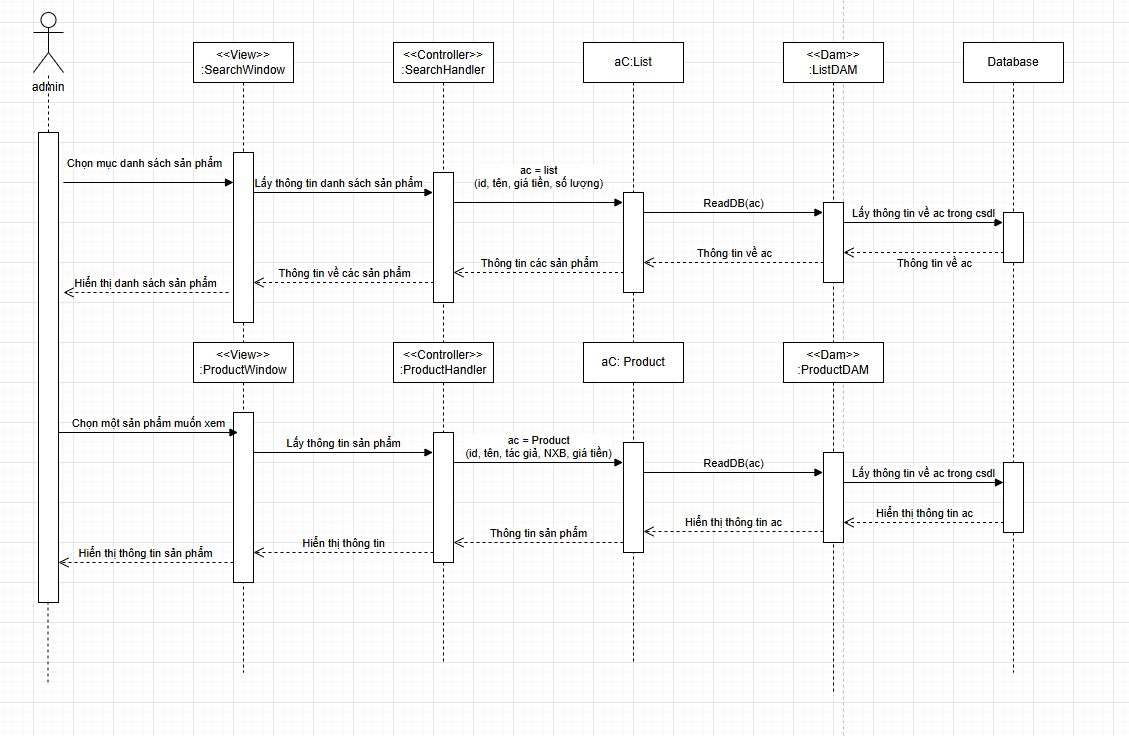 admin
<<View>>
:SearchWindow
<<Controller>>
:SearchHandler
aC:List
<<Dam>>
:ListDAM
Database
Chọn mục danh sách sản phẩm
Lấy thông tin danh sách sản phẩm
ac = list
(id, tên, giá tiền, số lượng)
ReadDB(ac)
Lấy thông tin về ac trong csdl
Thông tin về ac
Thông tin về ac
Thông tin các sản phẩm
Thông tin về các sản phẩm
Hiển thị danh sách sản phẩm
<<View>>
:ProductWindow
<<Controller>>
:ProductHandler
aC: Product
<<Dam>>
:ProductDAM
Chọn một sản phẩm muốn xem
Lấy thông tin sản phẩm
ac = Product
(id, tên, tác giả, NXB, giá tiền)
ReadDB(ac)
Lấy thông tin về ac trong csdl
Hiển thị thông tin ac
Hiển thị thông tin ac
Thông tin sản phẩm
Hiển thị thông tin
Hiển thị thông tin sản phẩm